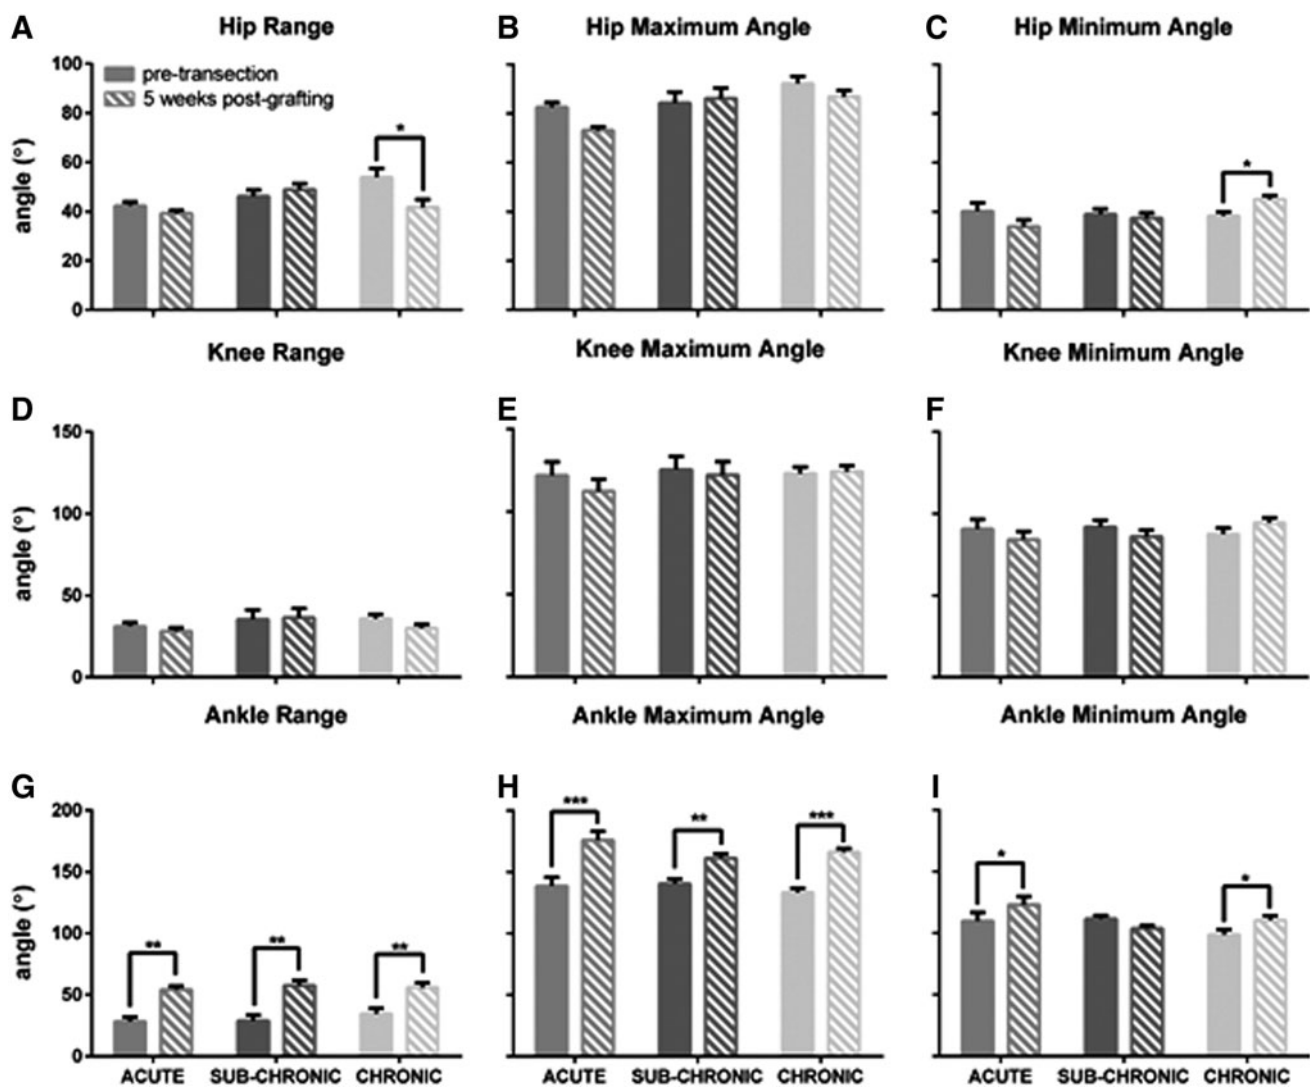 A Hip Range
B Hip Maximum Angle
C Hip Minimum Angle
pre-transection
5 weeks post-grafting
angle (°)
100
80
60
40
20
0
*
*
D Knee Range
E Knee Maximum Angle
F Knee Minimum Angle
angle (°)
150
100
50
0
G Ankle Range
H Ankle Maximum Angle
I Ankle Minimum Angle
angle (°)
200
150
100
50
0
** ** **
*** ** ***
* *
ACUTE SUB-CHRONIC CHRONIC
ACUTE SUB-CHRONIC CHRONIC
ACUTE SUB-CHRONIC CHRONIC